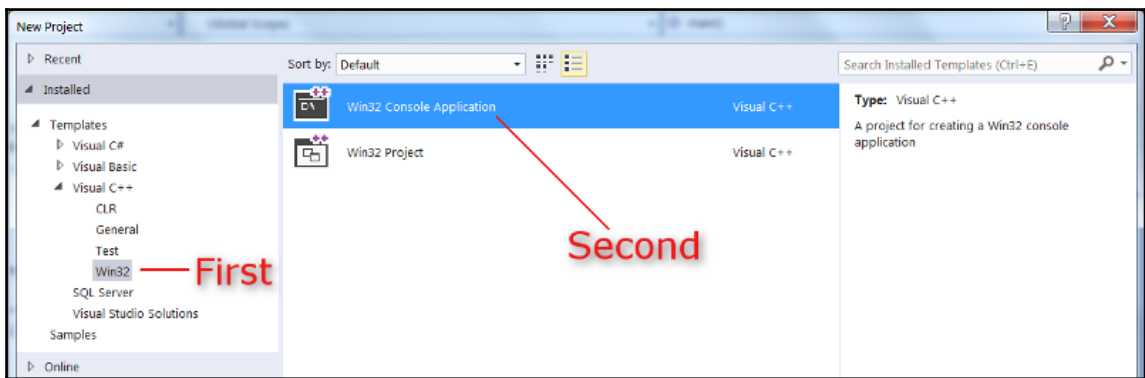 New Project
Recent
Installed
Templates
Visual C#
Visual Basic
Visual C++
CLR
General
Test
Win32
SQL Server
Visual Studio Solutions
Samples
Online
First
Sort by: Default
Win32 Console Application Visual C++
Win32 Project Visual C++
Second
Search Installed Templates (Ctrl+E)
Type: Visual C++
A project for creating a Win32 console
application